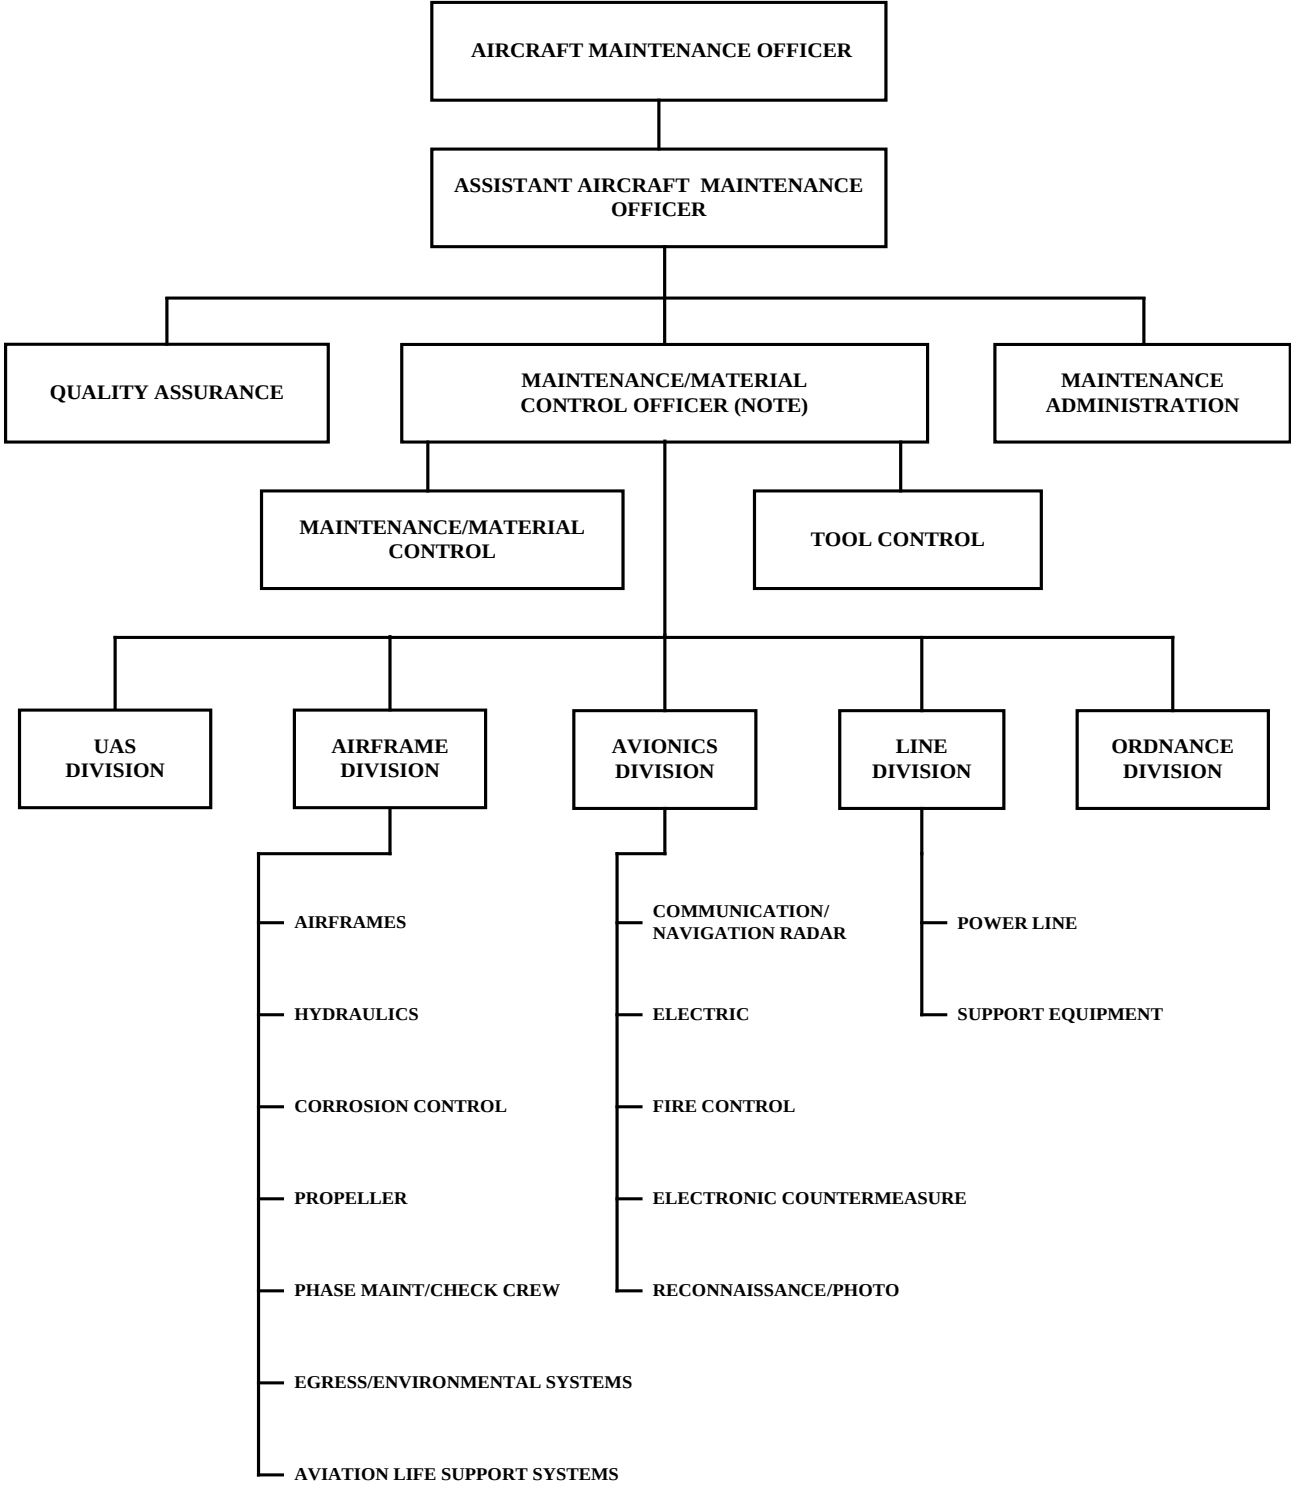 AIRCRAFT MAINTENANCE OFFICER
ASSISTANT AIRCRAFT MAINTENANCE
OFFICER
QUALITY ASSURANCE
MAINTENANCE/MATERIAL
CONTROL OFFICER (NOTE)
MAINTENANCE
ADMINISTRATION
MAINTENANCE/MATERIAL
CONTROL
TOOL CONTROL
UAS
DIVISION
AIRFRAME
DIVISION
AVIONICS
DIVISION
LINE
DIVISION
ORDNANCE
DIVISION
AIRFRAMES
HYDRAULICS
CORROSION CONTROL
PROPELLER
PHASE MAINT/CHECK CREW
EGRESS/ENVIRONMENTAL SYSTEMS
AVIATION LIFE SUPPORT SYSTEMS
COMMUNICATION/
NAVIGATION RADAR
ELECTRIC
FIRE CONTROL
ELECTRONIC COUNTERMEASURE
RECONNAISSANCE/PHOTO
POWER LINE
SUPPORT EQUIPMENT